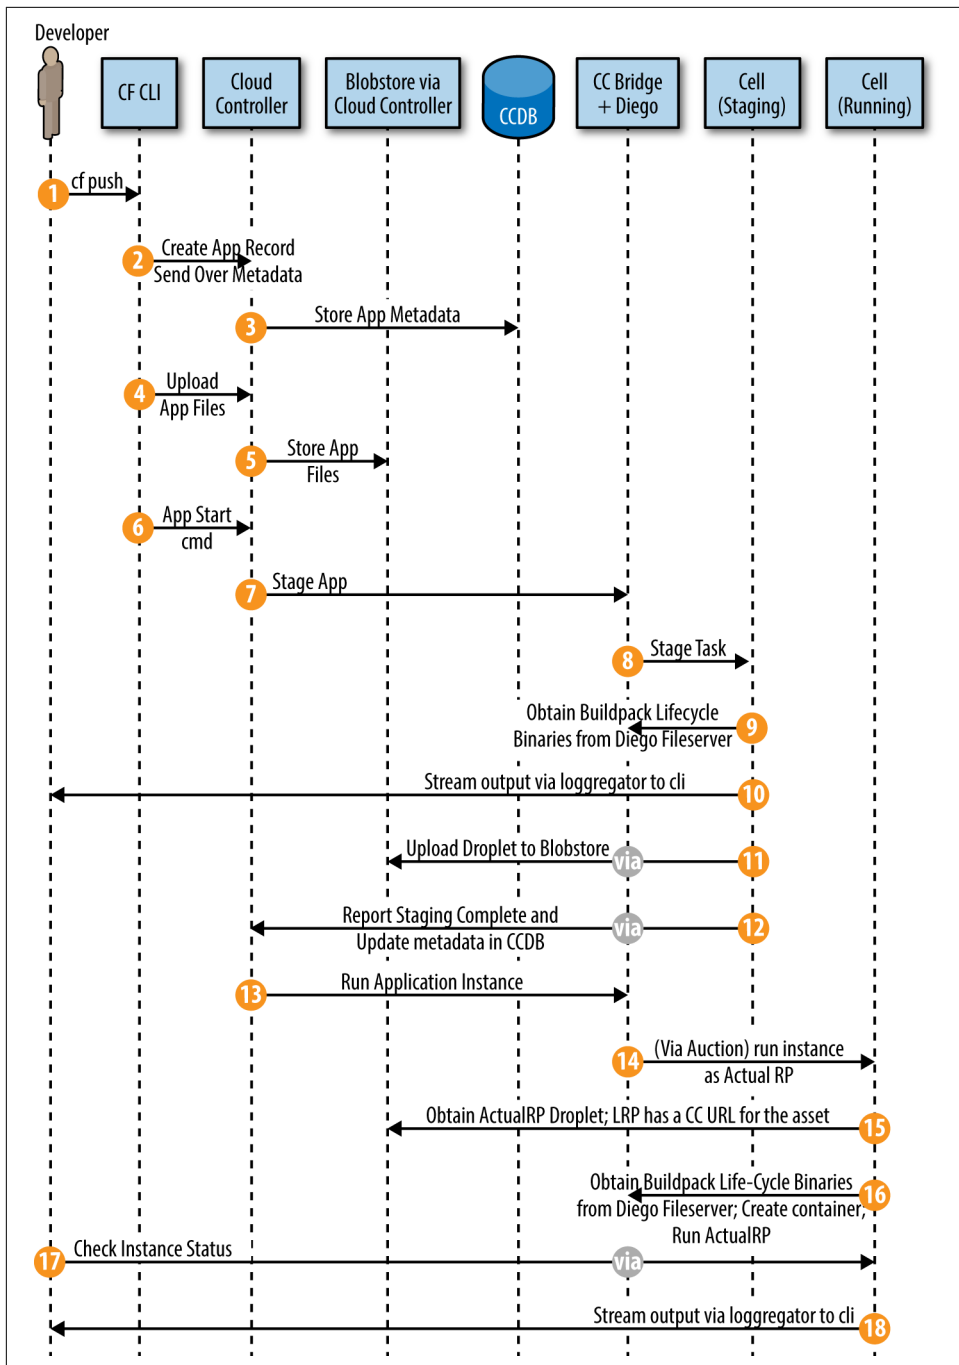 Developer
CF CLI
Cloud
Controller
Blobstore via
Cloud Controller
CCDB
CC Bridge
+ Diego
Cell
(Staging)
Cell
(Running)
1 cf push
2 Create App Record
Send Over Metadata
3 Store App Metadata
4 Upload
App Files
5 Store App
Files
6 App Start
cmd
7 Stage App
8 Stage Task
Obtain Buildpack Lifecycle
Binaries from Diego Fileserver 9
Stream output via loggregator to cli 10
Upload Droplet to Blobstore via 11
Report Staging Complete and
Update metadata in CCDB via 12
13 Run Application Instance
14 (Via Auction) run instance
as Actual RP
Obtain ActualRP Droplet; LRP has a CC URL for the asset 15
Obtain Buildpack Life-Cycle Binaries 16
from Diego Fileserver; Create container;
Run ActualRP
17 Check Instance Status via
Stream output via loggregator to cli 18